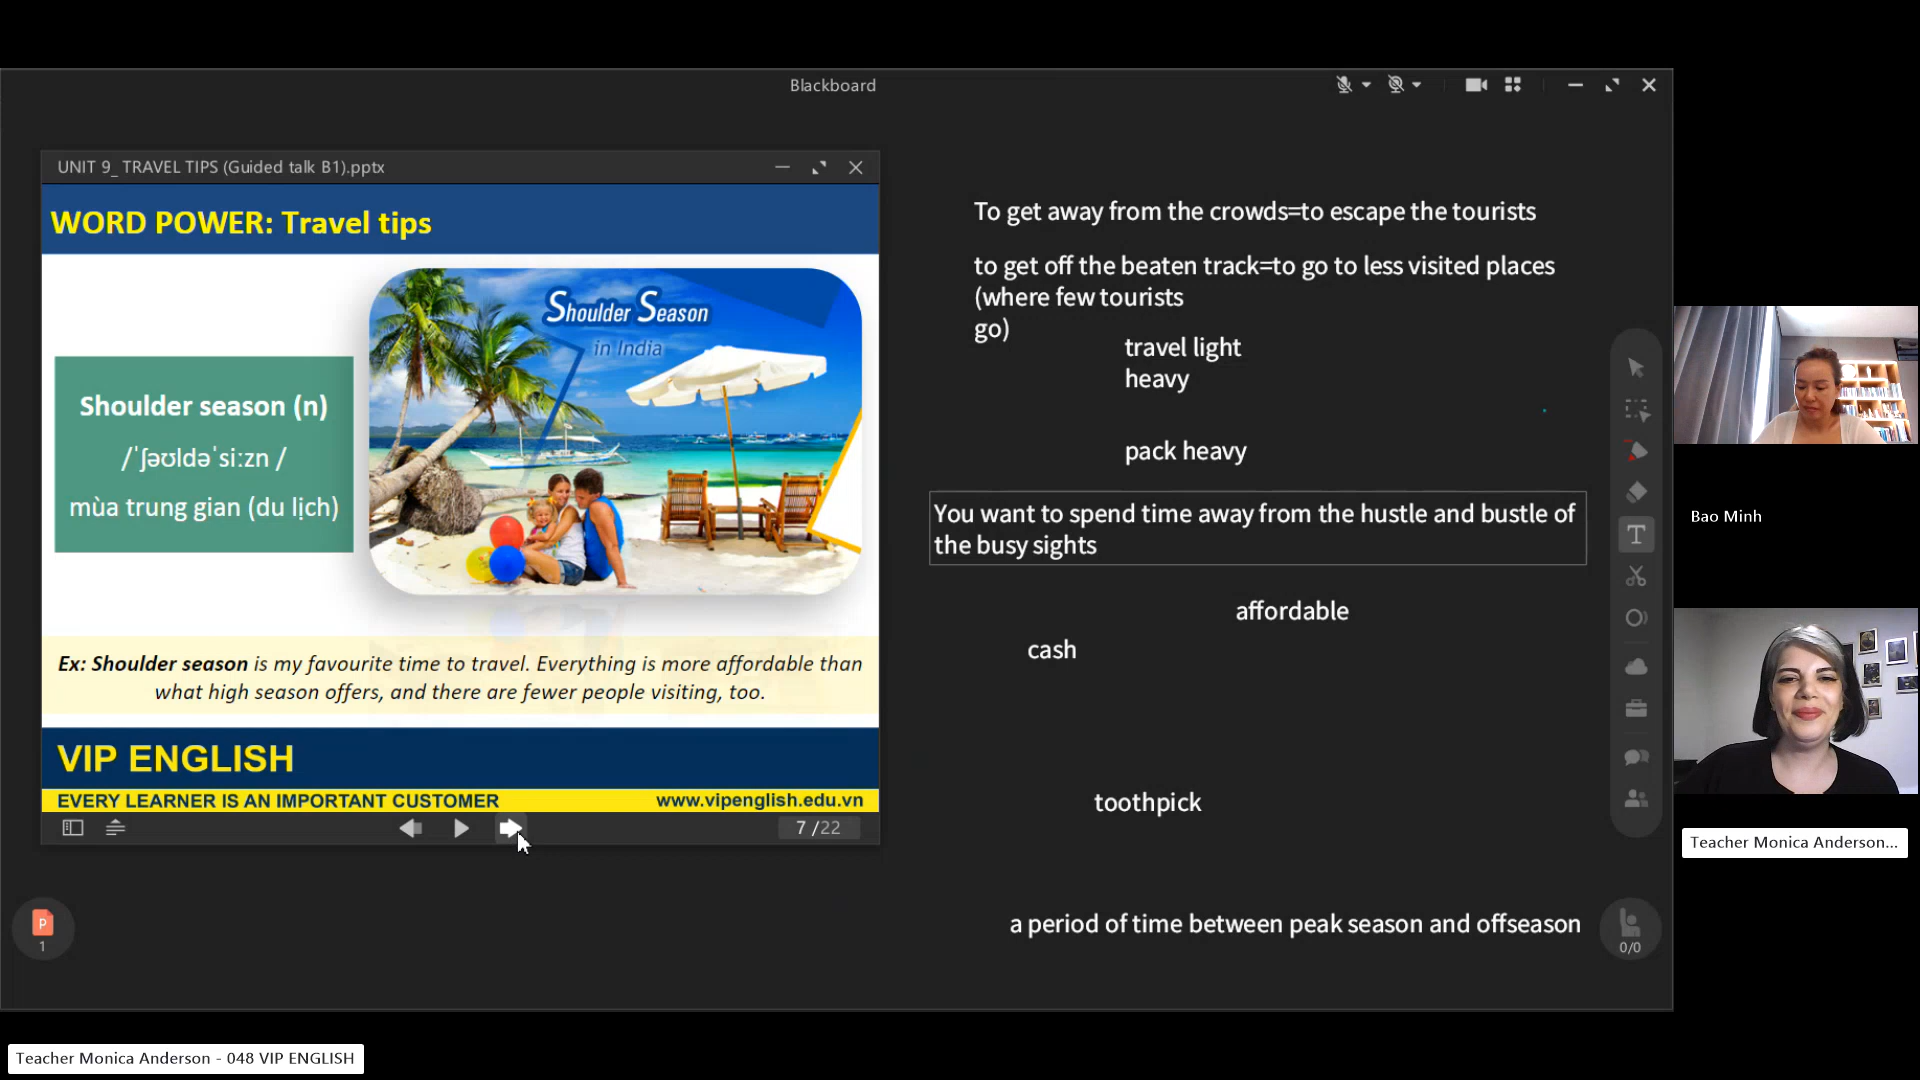 Blackboard
UNIT 9_ TRAVEL TIPS (Guided talk B1).pptx
WORD POWER: Travel tips
Shoulder Season
in India
Shoulder season (n)
/ˈʃəʊldəˈsiːzn /
mùa trung gian (du lịch)
Ex: Shoulder season is my favourite time to travel. Everything is more affordable than
what high season offers, and there are fewer people visiting, too.
VIP ENGLISH
EVERY LEARNER IS AN IMPORTANT CUSTOMER
www.vipenglish.edu.vn
7 /22
P
1
To get away from the crowds=to escape the tourists
to get off the beaten track=to go to less visited places
(where few tourists
go)
travel light
heavy
pack heavy
You want to spend time away from the hustle and bustle of
the busy sights
affordable
cash
toothpick
a period of time between peak season and offseason
T
0/0
Bao Minh
Teacher Monica Anderson...
Teacher Monica Anderson - 048 VIP ENGLISH